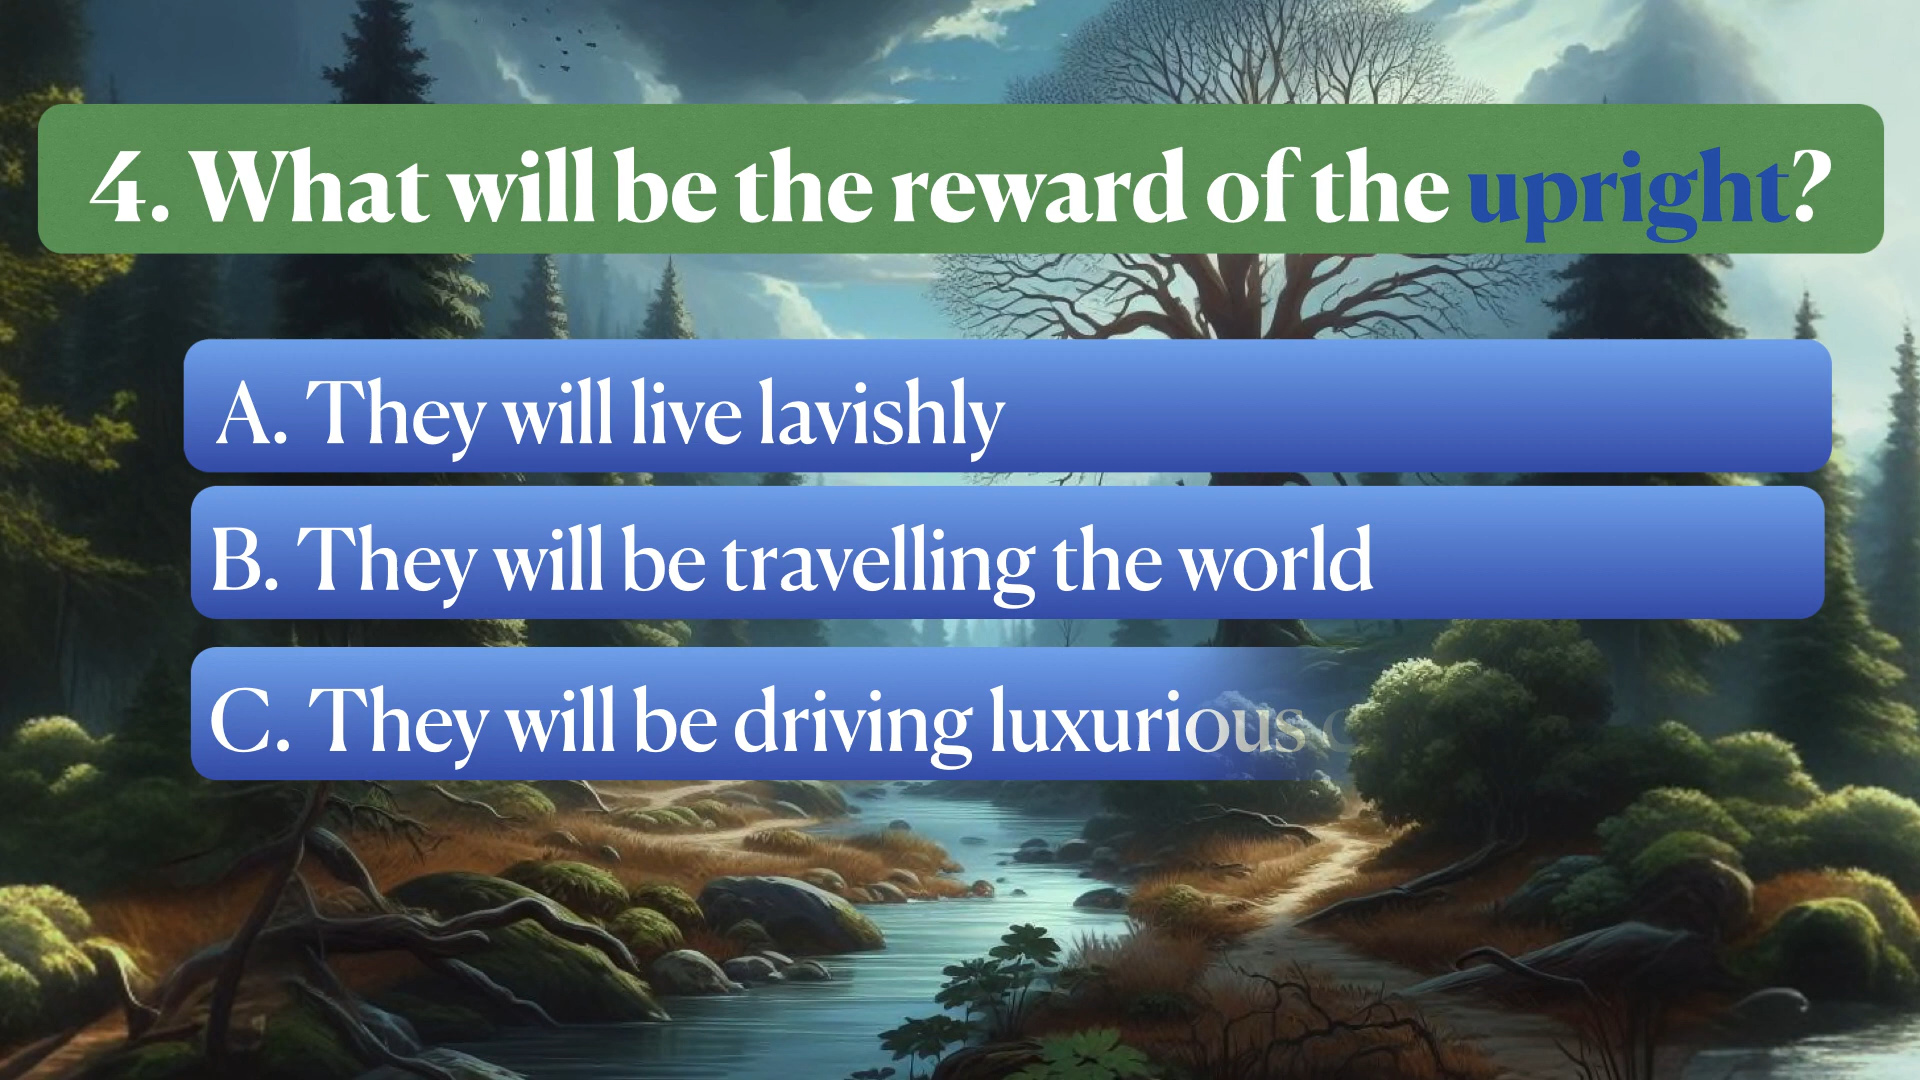 4. What will be the reward of the upright?
A. They will live lavishly
B. They will be travelling the world
C. They will be driving luxurious